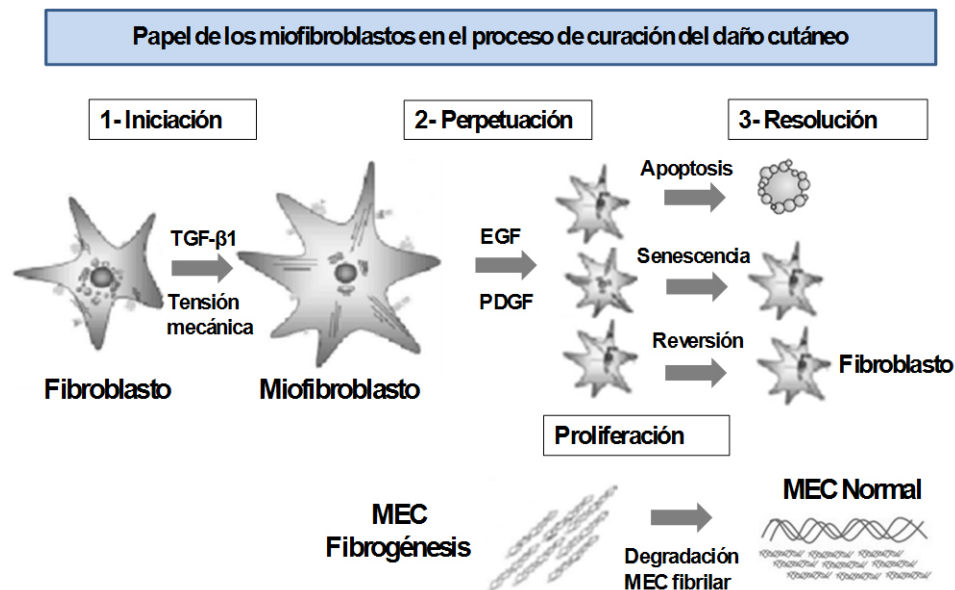 Papel de los miofibroblastos en el proceso de curación del daño cutáneo
1- Iniciación
2- Perpetuación
3- Resolución
TGF-β1
Tensión
mecánica
Fibroblasto
Miofibroblasto
EGF
PDGF
Apoptosis
Senescencia
Reversión
Fibroblasto
Proliferación
MEC
Fibrogénesis
Degradación
MEC fibrilar
MEC Normal